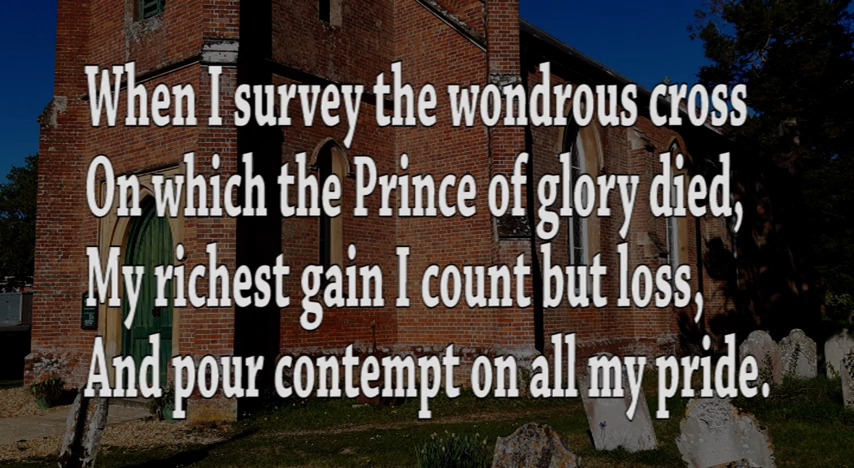 When I survey the wondrous cross
On which the Prince of glory died,
My richest gain I count but loss,
And pour contempt on all my pride.